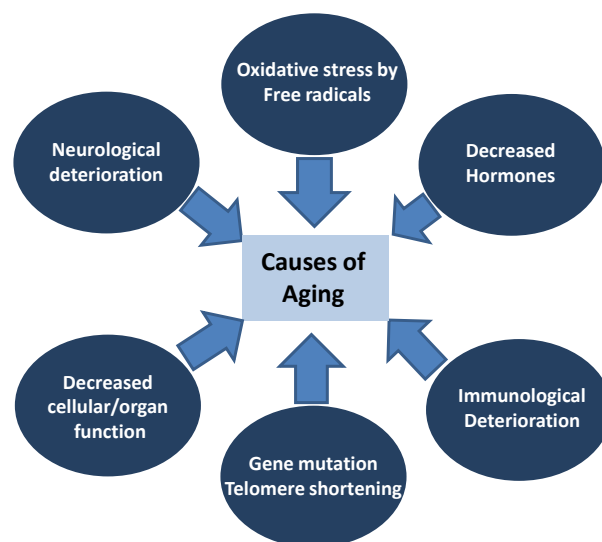 Oxidative stress by
Free radicals
Neurological
deterioration
Decreased
Hormones
Causes of
Aging
Decreased
cellular/organ
function
Immunological
Deterioration
Gene mutation
Telomere shortening